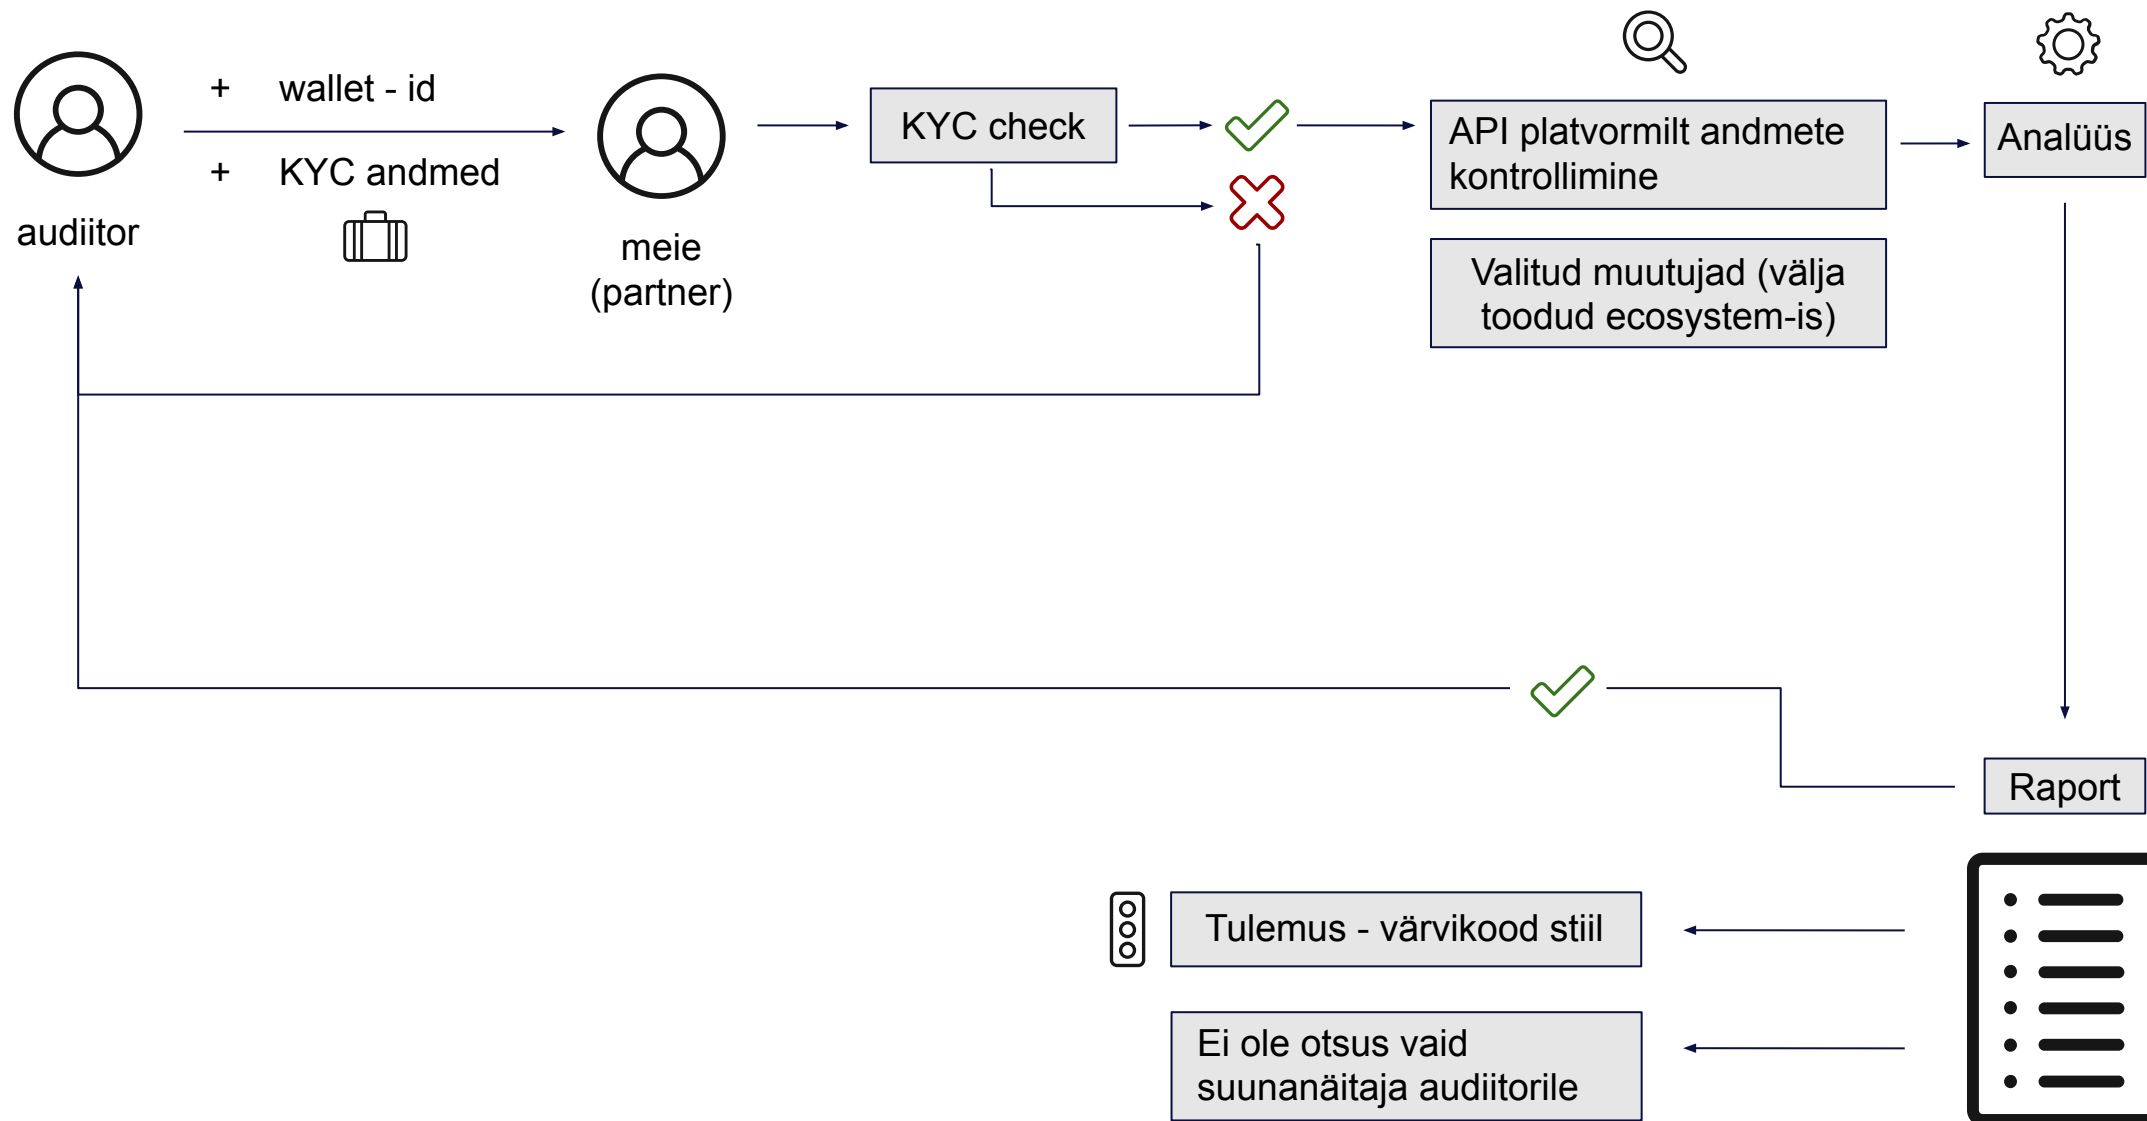 + wallet - id
+ KYC andmed
audiitor
meie
(partner)
KYC check
API platvormilt andmete
kontrollimine
Valitud muutujad (välja
toodud ecosystem-is)
Analüüs
Raport
Tulemus - värvikood stiil
Ei ole otsus vaid
suunanäitaja audiitorile